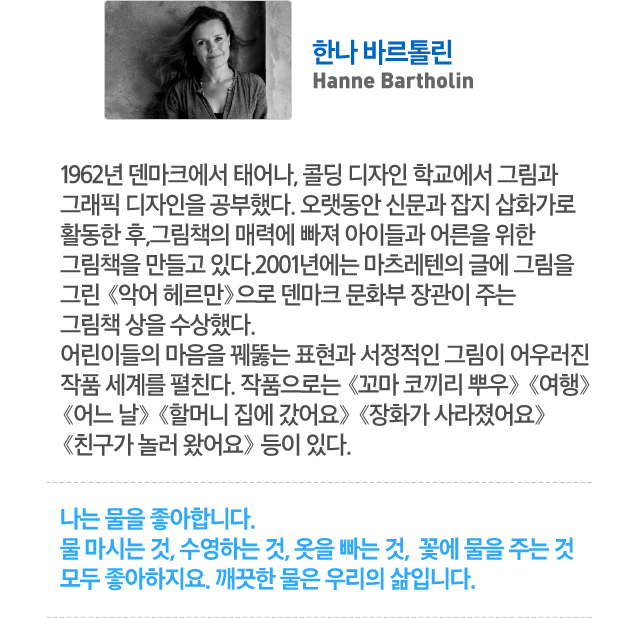 한나 바르톨린
Hanne Bartholin
1962년 덴마크에서 태어나, 콜딩 디자인 학교에서 그림과
그래픽 디자인을 공부했다. 오랫동안 신문과 잡지 삽화가로
활동한 후,그림책의 매력에 빠져 아이들과 어른을 위한
그림책을 만들고 있다.2001년에는 마츠레텐의 글에 그림을
그린 《악어 헤르만》으로 덴마크 문화부 장관이 주는
그림책 상을 수상했다.
어린이들의 마음을 꿰뚫는 표현과 서정적인 그림이 어우러진
작품 세계를 펼친다. 작품으로는 《꼬마 코끼리 뿌우》 《여행》
《어느 날》 《할머니 집에 갔어요》 《장화가 사라졌어요》
《친구가 놀러 왔어요》 등이 있다.
나는 물을 좋아합니다.
물 마시는 것, 수영하는 것, 옷을 빠는 것, 꽃에 물을 주는 것
모두 좋아하지요. 깨끗한 물은 우리의 삶입니다.